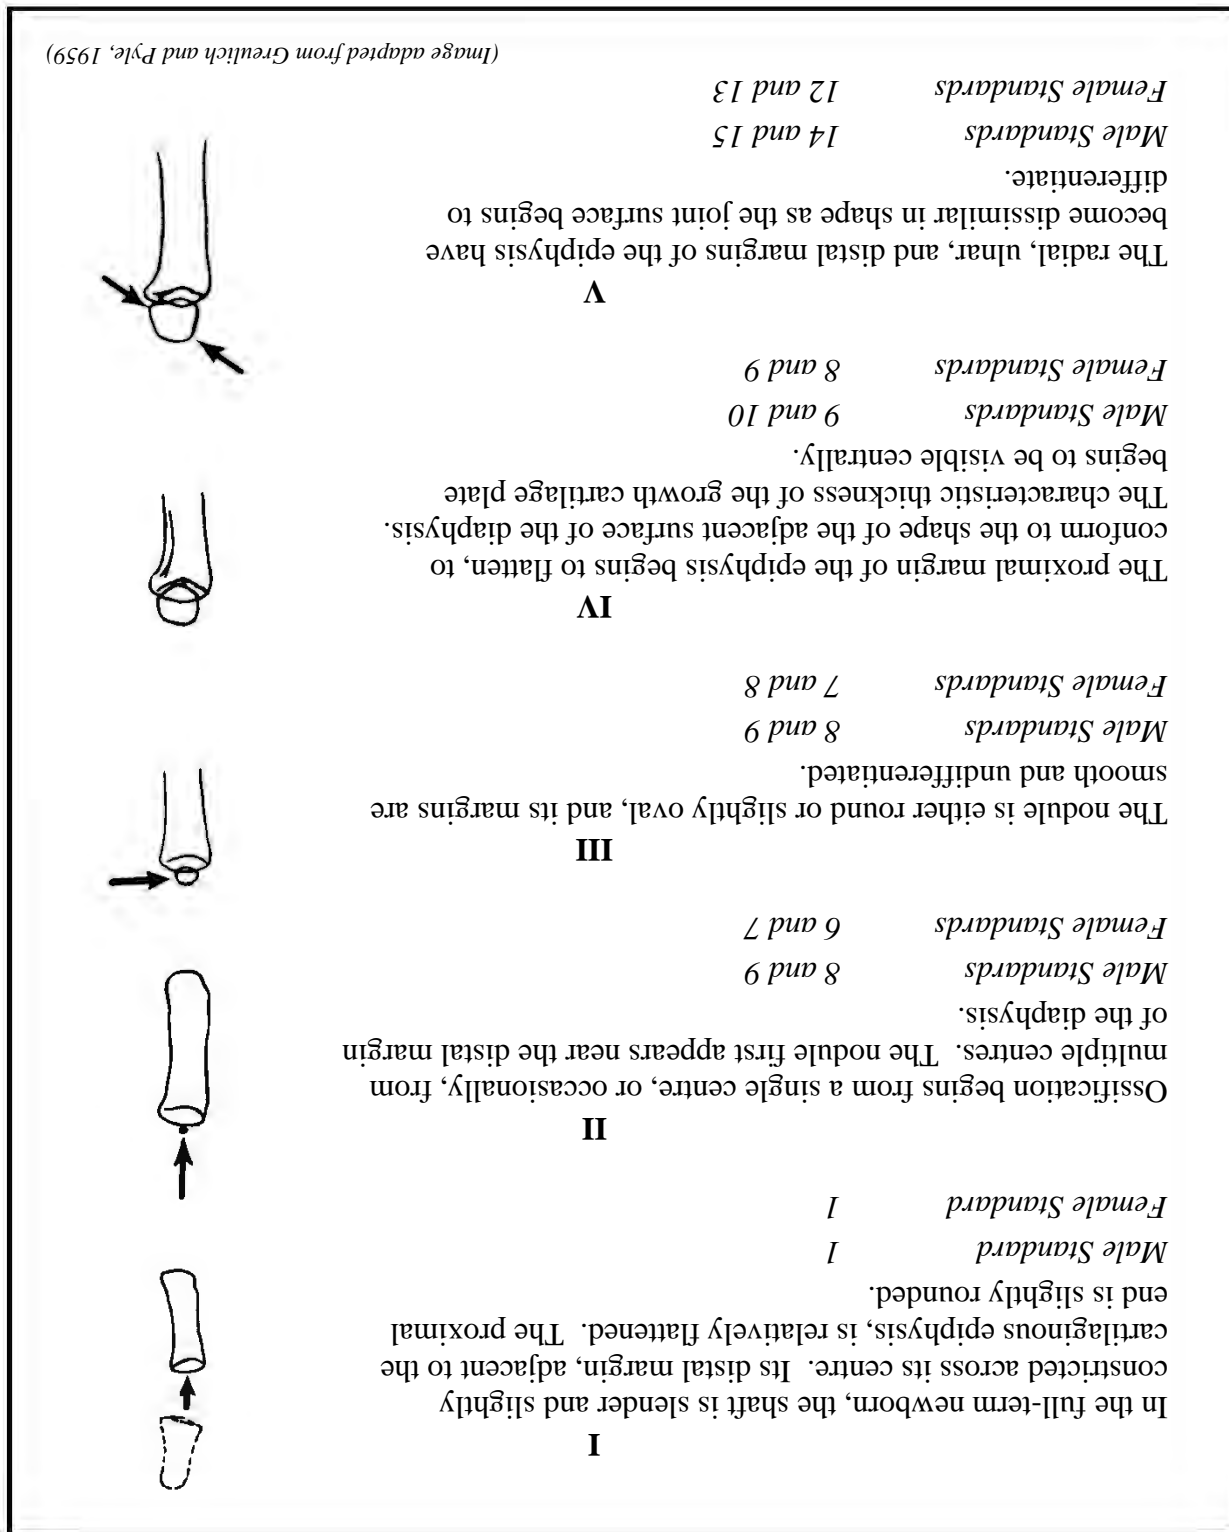 I
In the full-term newborn, the shaft is slender and slightly
constricted across its centre. Its distal margin, adjacent to the
cartilaginous epiphysis, is relatively flattened. The proximal
end is slightly rounded.
Male Standard 1
Female Standard 1
II
Ossification begins from a single centre, or occasionally, from
multiple centres. The nodule first appears near the distal margin
of the diaphysis.
Male Standards 8 and 9
Female Standards 6 and 7
III
The nodule is either round or slightly oval, and its margins are
smooth and undifferentiated.
Male Standards 8 and 9
Female Standards 7 and 8
IV
The proximal margin of the epiphysis begins to flatten, to
conform to the shape of the adjacent surface of the diaphysis.
The characteristic thickness of the growth cartilage plate
begins to be visible centrally.
Male Standards 9 and 10
Female Standards 8 and 9
V
The radial, ulnar, and distal margins of the epiphysis have
become dissimilar in shape as the joint surface begins to
differentiate.
Male Standards 14 and 15
Female Standards 12 and 13
(Image adapted from Greulich and Pyle, 1959)